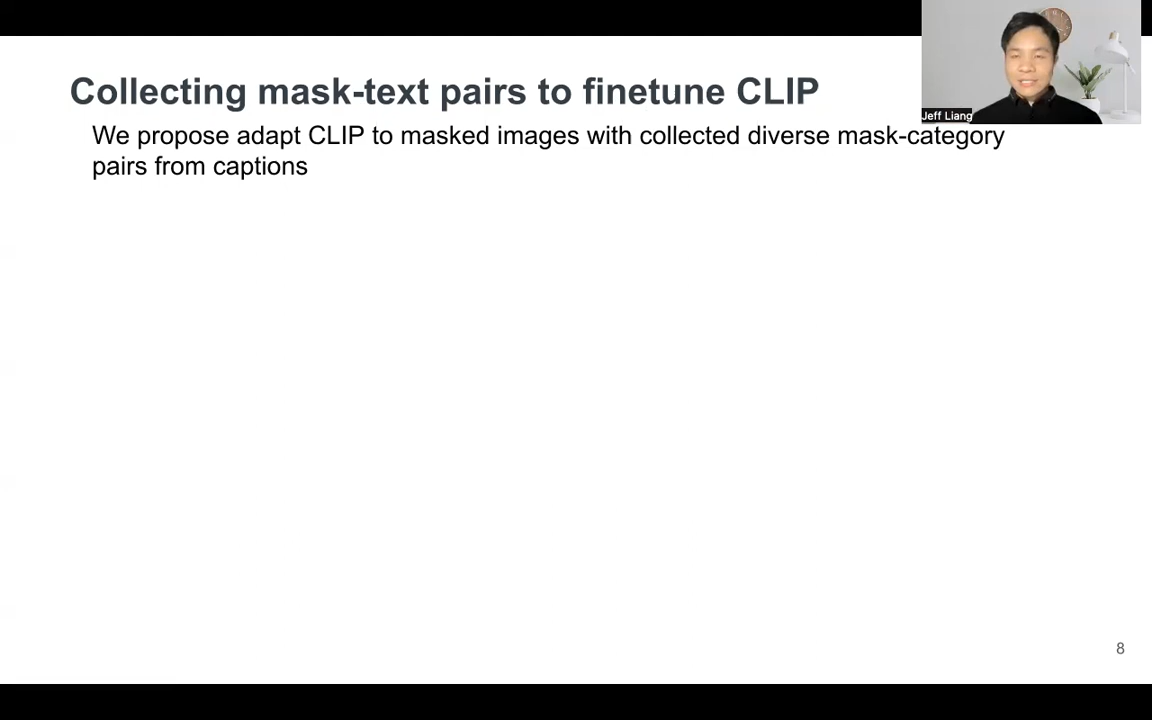 Collecting mask-text pairs to finetune CLIP
Jeff Liang
We propose adapt CLIP to masked images with collected diverse mask-category
pairs from captions
8